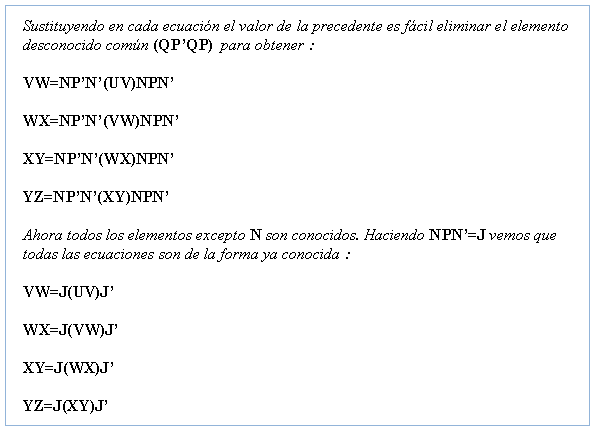 Sustituyendo en cada ecuación el valor de la precedente es fácil eliminar el elemento
desconocido común (QP’QP) para obtener :
VW=NP’N’(UV)NPN’
WX=NP’N’(VW)NPN’
XY=NP’N’(WX)NPN’
YZ=NP’N’(XY)NPN’
Ahora todos los elementos excepto N son conocidos. Haciendo NPN’=J vemos que
todas las ecuaciones son de la forma ya conocida :
VW=J(UV)J’
WX=J(VW)J’
XY=J(WX)J’
YZ=J(XY)J’